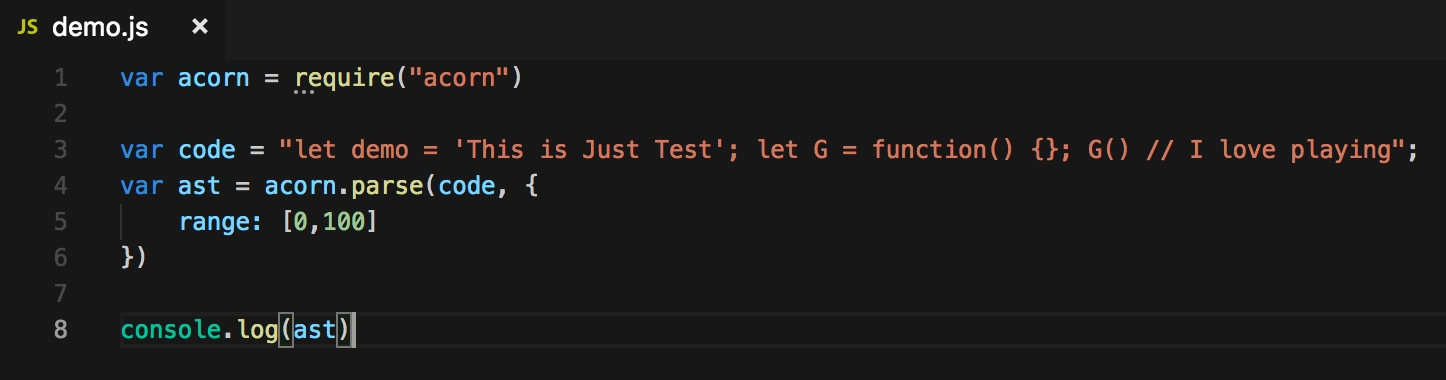 JS demo.js ×
1 var acorn = require("acorn")
2
3 var code = "let demo = 'This is Just Test'; let G = function() {}; G() // I love playing";
4 var ast = acorn.parse(code, {
5     range: [0,100]
6 })
7
8 console.log(ast)